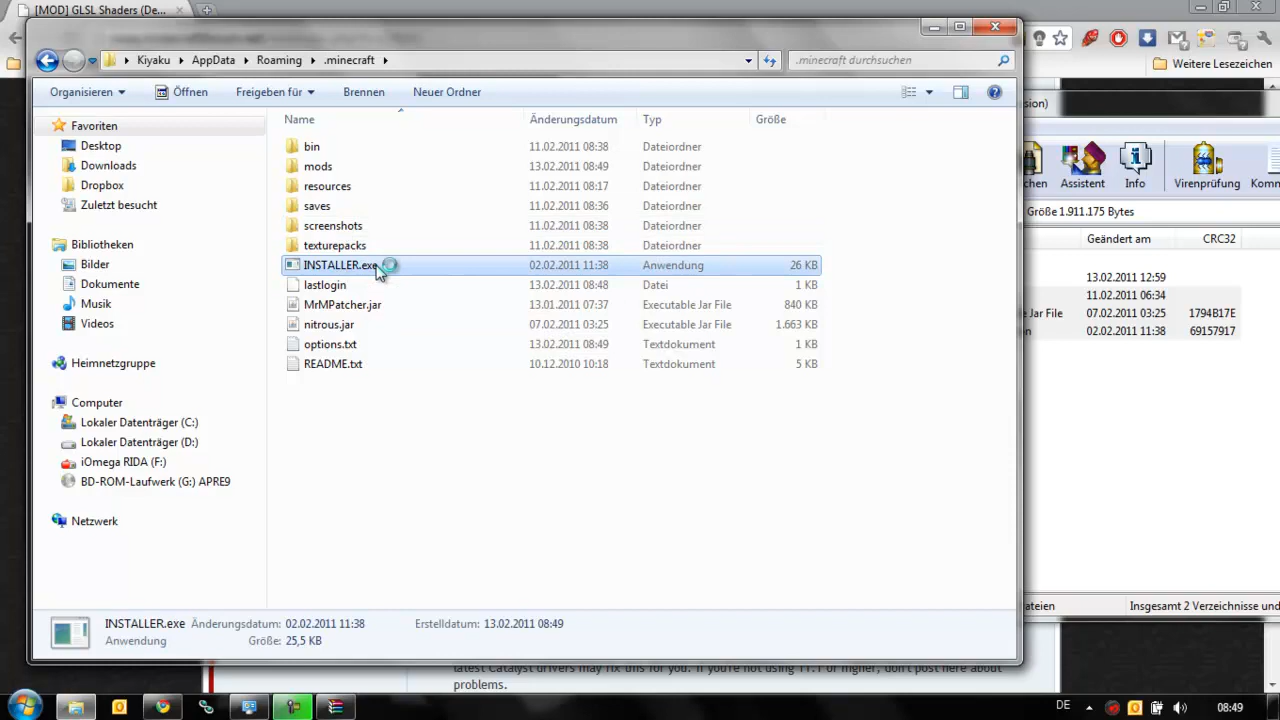 [MOD] GLSL Shaders (De...
Kiyaku AppData Roaming .minecraft
.minecraft durchsuchen
Weitere Lesezeichen
Organisieren Öffnen Freigeben für Brennen Neuer Ordner
Name Änderungsdatum Typ Größe
Favoriten
Desktop
Downloads
Dropbox
Zuletzt besucht
Bibliotheken
Bilder
Dokumente
Musik
Videos
Heimnetzgruppe
Computer
Lokaler Datenträger (C:)
Lokaler Datenträger (D:)
iOmega RIDA (F:)
BD-ROM-Laufwerk (G:) APRE9
Netzwerk
bin 11.02.2011 08:38 Dateiordner
mods 13.02.2011 08:49 Dateiordner
resources 11.02.2011 08:17 Dateiordner
saves 11.02.2011 08:36 Dateiordner
screenshots 11.02.2011 08:38 Dateiordner
texturepacks 11.02.2011 08:38 Dateiordner
INSTALLER.exe 02.02.2011 11:38 Anwendung 26 KB
lastlogin 13.02.2011 08:48 Datei 1 KB
MrMPatcher.jar 13.01.2011 07:37 Executable Jar File 840 KB
nitrous.jar 07.02.2011 03:25 Executable Jar File 1.663 KB
options.txt 13.02.2011 08:49 Textdokument 1 KB
README.txt 10.12.2010 10:18 Textdokument 5 KB
INSTALLER.exe Änderungsdatum: 02.02.2011 11:38 Erstelldatum: 13.02.2011 08:49
Anwendung Größe: 25,5 KB
ion)
chen Assistent Info Virenprüfung Komm
Größe 1.911.175 Bytes
Geändert am CRC32
13.02.2011 12:59
11.02.2011 06:34
Jar File 07.02.2011 03:25 1794B17E
n 02.02.2011 11:38 69157917
ateien Insgesamt 2 Verzeichnisse und
latest Catalyst drivers may fix this for you. If you're not using 11.1 or higher, don't post here about
problems.
DE 08:49